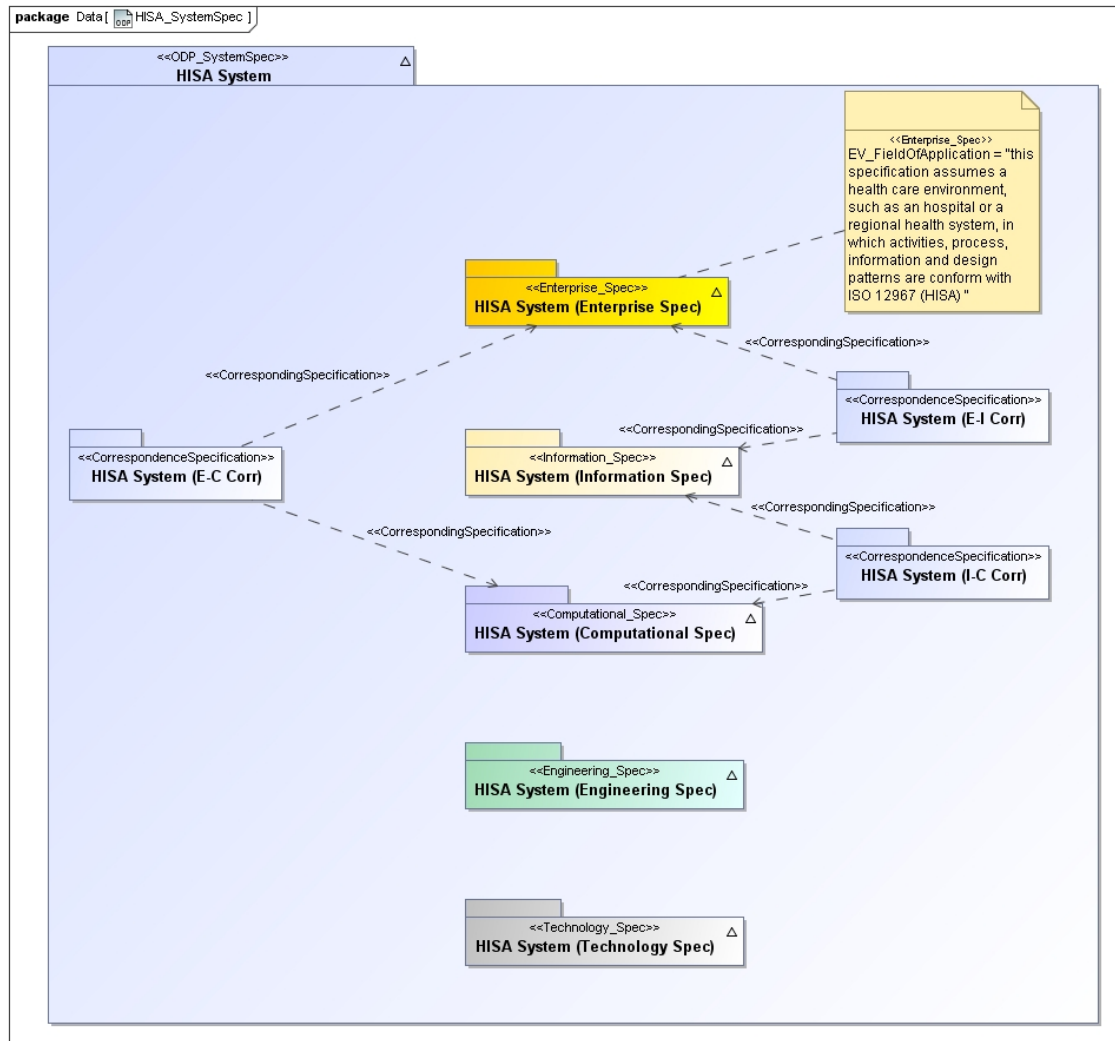 package Data [ HISA_SystemSpec ]
<<ODP_SystemSpec>>
HISA System
<<Enterprise_Spec>>
EV_FieldOfApplication = "this
specification assumes a
health care environment,
such as an hospital or a
regional health system, in
which activities, process,
information and design
patterns are conform with
ISO 12967 (HISA) "
<<Enterprise_Spec>>
HISA System (Enterprise Spec)
<<CorrespondingSpecification>>
<<CorrespondingSpecification>>
<<CorrespondenceSpecification>>
HISA System (E-I Corr)
<<CorrespondingSpecification>>
<<CorrespondenceSpecification>>
HISA System (E-C Corr)
<<Information_Spec>>
HISA System (Information Spec)
<<CorrespondingSpecification>>
<<CorrespondingSpecification>>
<<CorrespondenceSpecification>>
HISA System (I-C Corr)
<<CorrespondingSpecification>>
<<Computational_Spec>>
HISA System (Computational Spec)
<<Engineering_Spec>>
HISA System (Engineering Spec)
<<Technology_Spec>>
HISA System (Technology Spec)